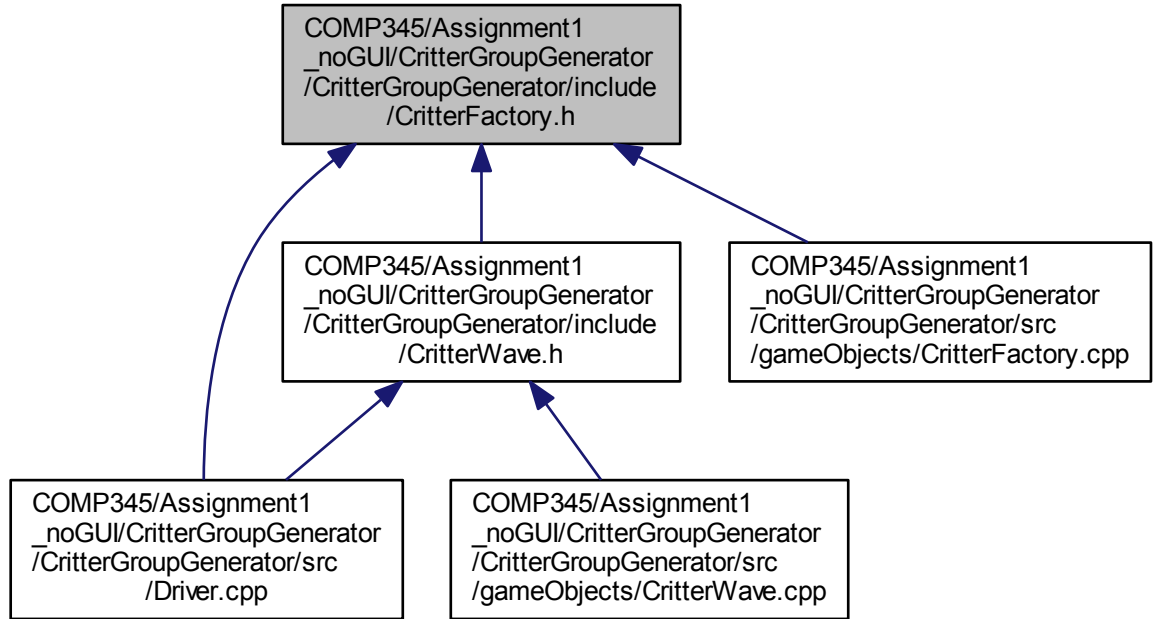 COMP345/Assignment1
_noGUI/CritterGroupGenerator
/CritterGroupGenerator/include
/CritterFactory.h
COMP345/Assignment1
_noGUI/CritterGroupGenerator
/CritterGroupGenerator/include
/CritterWave.h
COMP345/Assignment1
_noGUI/CritterGroupGenerator
/CritterGroupGenerator/src
/gameObjects/CritterFactory.cpp
COMP345/Assignment1
_noGUI/CritterGroupGenerator
/CritterGroupGenerator/src
/Driver.cpp
COMP345/Assignment1
_noGUI/CritterGroupGenerator
/CritterGroupGenerator/src
/gameObjects/CritterWave.cpp